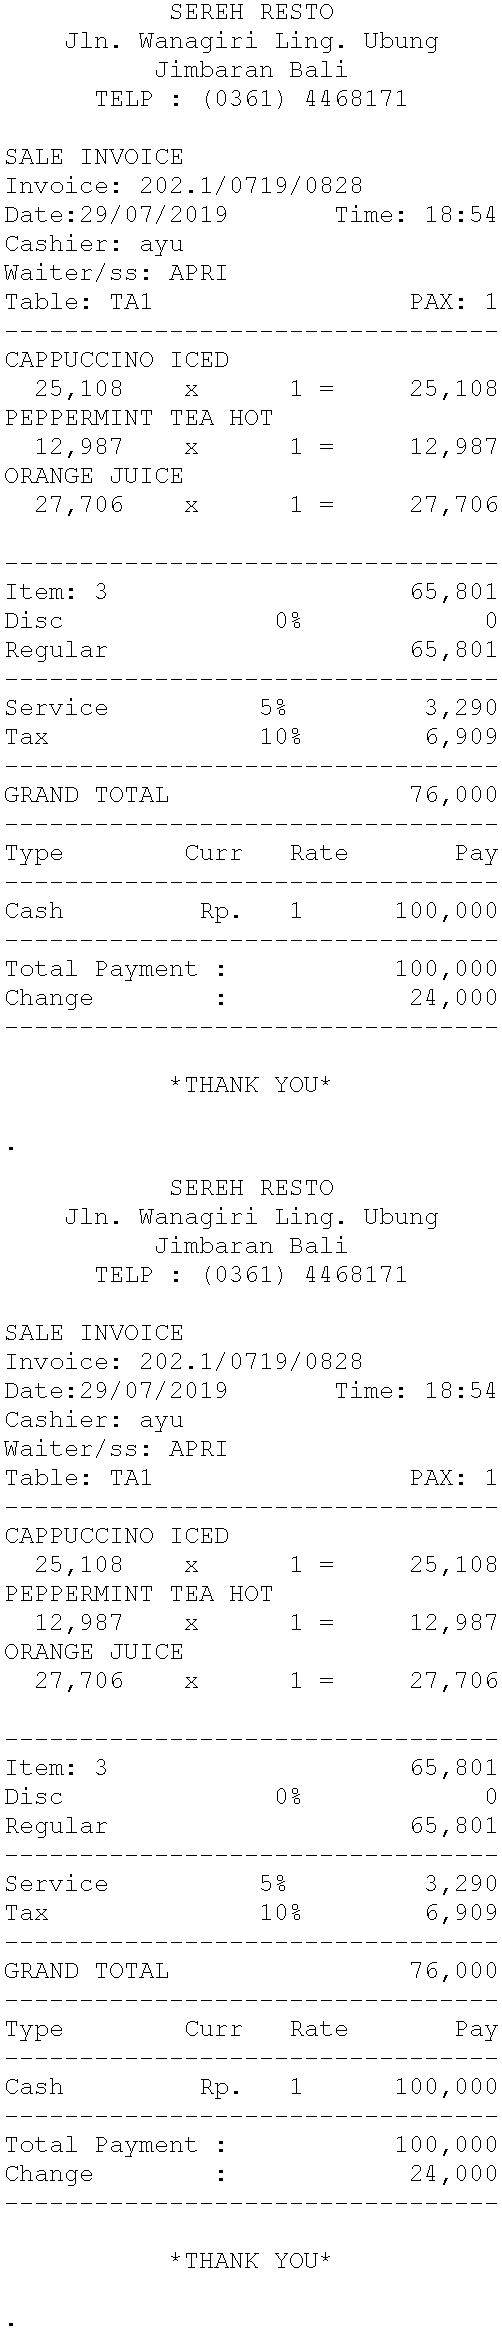 SEREH RESTO
Jln. Wanagiri Ling. Ubung
Jimbaran Bali
TELP : (0361) 4468171
SALE INVOICE
Invoice: 202.1/0719/0828
Date:29/07/2019 Time: 18:54
Cashier: ayu
Waiter/ss: APRI
Table: TA1 PAX: 1
---------------------------------
CAPPUCCINO ICED
25,108 x 1 = 25,108
PEPPERMINT TEA HOT
12,987 x 1 = 12,987
ORANGE JUICE
27,706 x 1 = 27,706
---------------------------------
Item: 3 65,801
Disc 0% 0
Regular 65,801
---------------------------------
Service 5% 3,290
Tax 10% 6,909
---------------------------------
GRAND TOTAL 76,000
---------------------------------
Type Curr Rate Pay
---------------------------------
Cash Rp. 1 100,000
---------------------------------
Total Payment : 100,000
Change : 24,000
---------------------------------
*THANK YOU*
.
SEREH RESTO
Jln. Wanagiri Ling. Ubung
Jimbaran Bali
TELP : (0361) 4468171
SALE INVOICE
Invoice: 202.1/0719/0828
Date:29/07/2019 Time: 18:54
Cashier: ayu
Waiter/ss: APRI
Table: TA1 PAX: 1
---------------------------------
CAPPUCCINO ICED
25,108 x 1 = 25,108
PEPPERMINT TEA HOT
12,987 x 1 = 12,987
ORANGE JUICE
27,706 x 1 = 27,706
---------------------------------
Item: 3 65,801
Disc 0% 0
Regular 65,801
---------------------------------
Service 5% 3,290
Tax 10% 6,909
---------------------------------
GRAND TOTAL 76,000
---------------------------------
Type Curr Rate Pay
---------------------------------
Cash Rp. 1 100,000
---------------------------------
Total Payment : 100,000
Change : 24,000
---------------------------------
*THANK YOU*
.